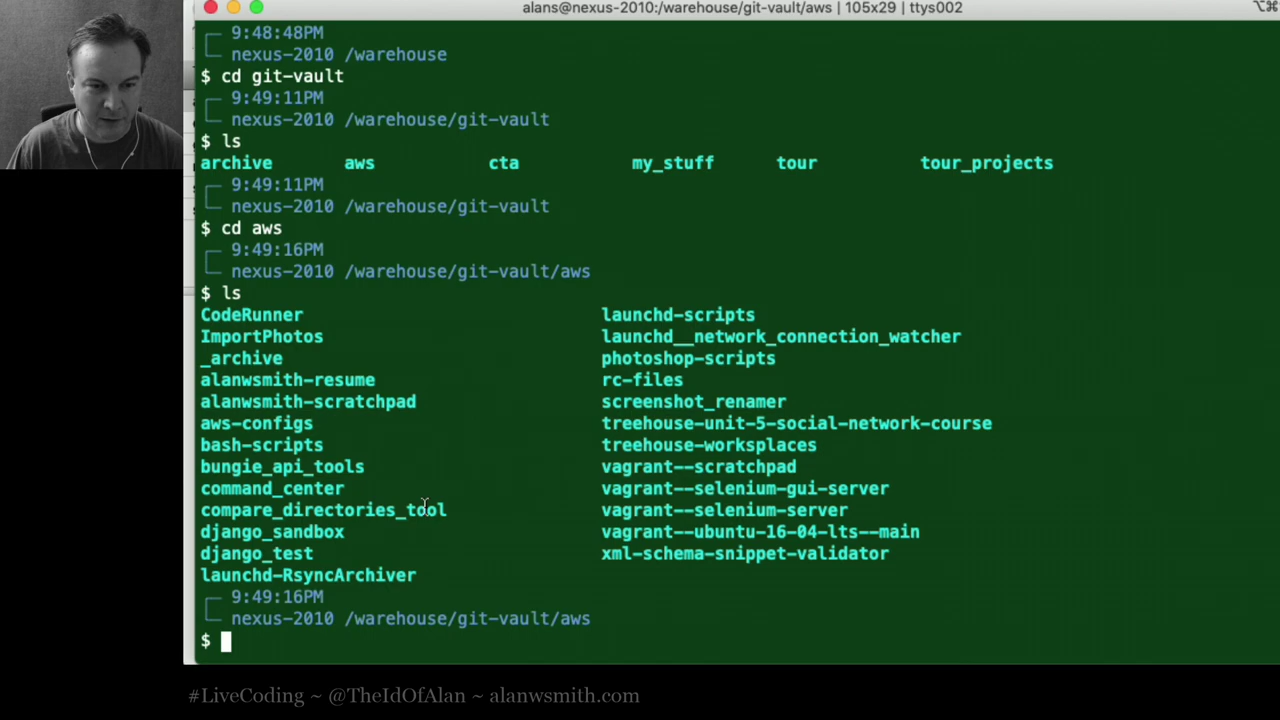 alans@nexus-2010:/warehouse/git-vault/aws | 105x29 | ttys002 ⌥⌘
9:48:48PM
nexus-2010 /warehouse
$ cd git-vault
9:49:11PM
nexus-2010 /warehouse/git-vault
$ ls
archive aws cta my_stuff tour tour_projects
9:49:11PM
nexus-2010 /warehouse/git-vault
$ cd aws
9:49:16PM
nexus-2010 /warehouse/git-vault/aws
$ ls
CodeRunner launchd-scripts
ImportPhotos launchd__network_connection_watcher
_archive photoshop-scripts
alanwsmith-resume rc-files
alanwsmith-scratchpad screenshot_renamer
aws-configs treehouse-unit-5-social-network-course
bash-scripts treehouse-worksplaces
bungie_api_tools vagrant--scratchpad
command_center vagrant--selenium-gui-server
compare_directories_tool vagrant--selenium-server
django_sandbox vagrant--ubuntu-16-04-lts--main
django_test xml-schema-snippet-validator
launchd-RsyncArchiver
9:49:16PM
nexus-2010 /warehouse/git-vault/aws
$
#LiveCoding ~ @TheIdOfAlan ~ alanwsmith.com